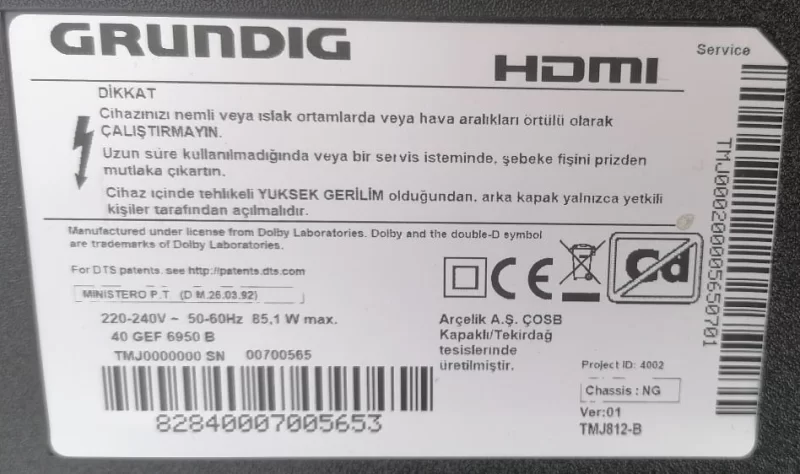 GRUNDIG
HDMI
Service
DİKKAT
Cihazınızı nemli veya ıslak ortamlarda veya hava aralıkları örtülü olarak
ÇALIŞTIRMAYIN.
Uzun süre kullanılmadığında veya bir servis isteminde, şebeke fişini prizden
mutlaka çıkartın.
Cihaz içinde tehlikeli YUKSEK GERİLİM olduğundan, arka kapak yalnızca yetkili
kişiler tarafından açılmalıdır.
Manufactured under license from Dolby Laboratories. Dolby and the double-D symbol
are trademarks of Dolby Laboratories.
For DTS patents, see http://patents.dts.com
MINISTERO P.T. (D M.26.03.92)
220-240V ~ 50-60Hz 85,1 W max.
40 GEF 6950 B
TMJ0000000 SN 00700565
82840007005653
CE
Cd
Arçelik A.Ş. ÇOSB
Kapaklı/Tekirdağ
tesislerinde
üretilmiştir.
Project ID: 4002
Chassis : NG
Ver:01
TMJ812-B
TMJ000200005650701